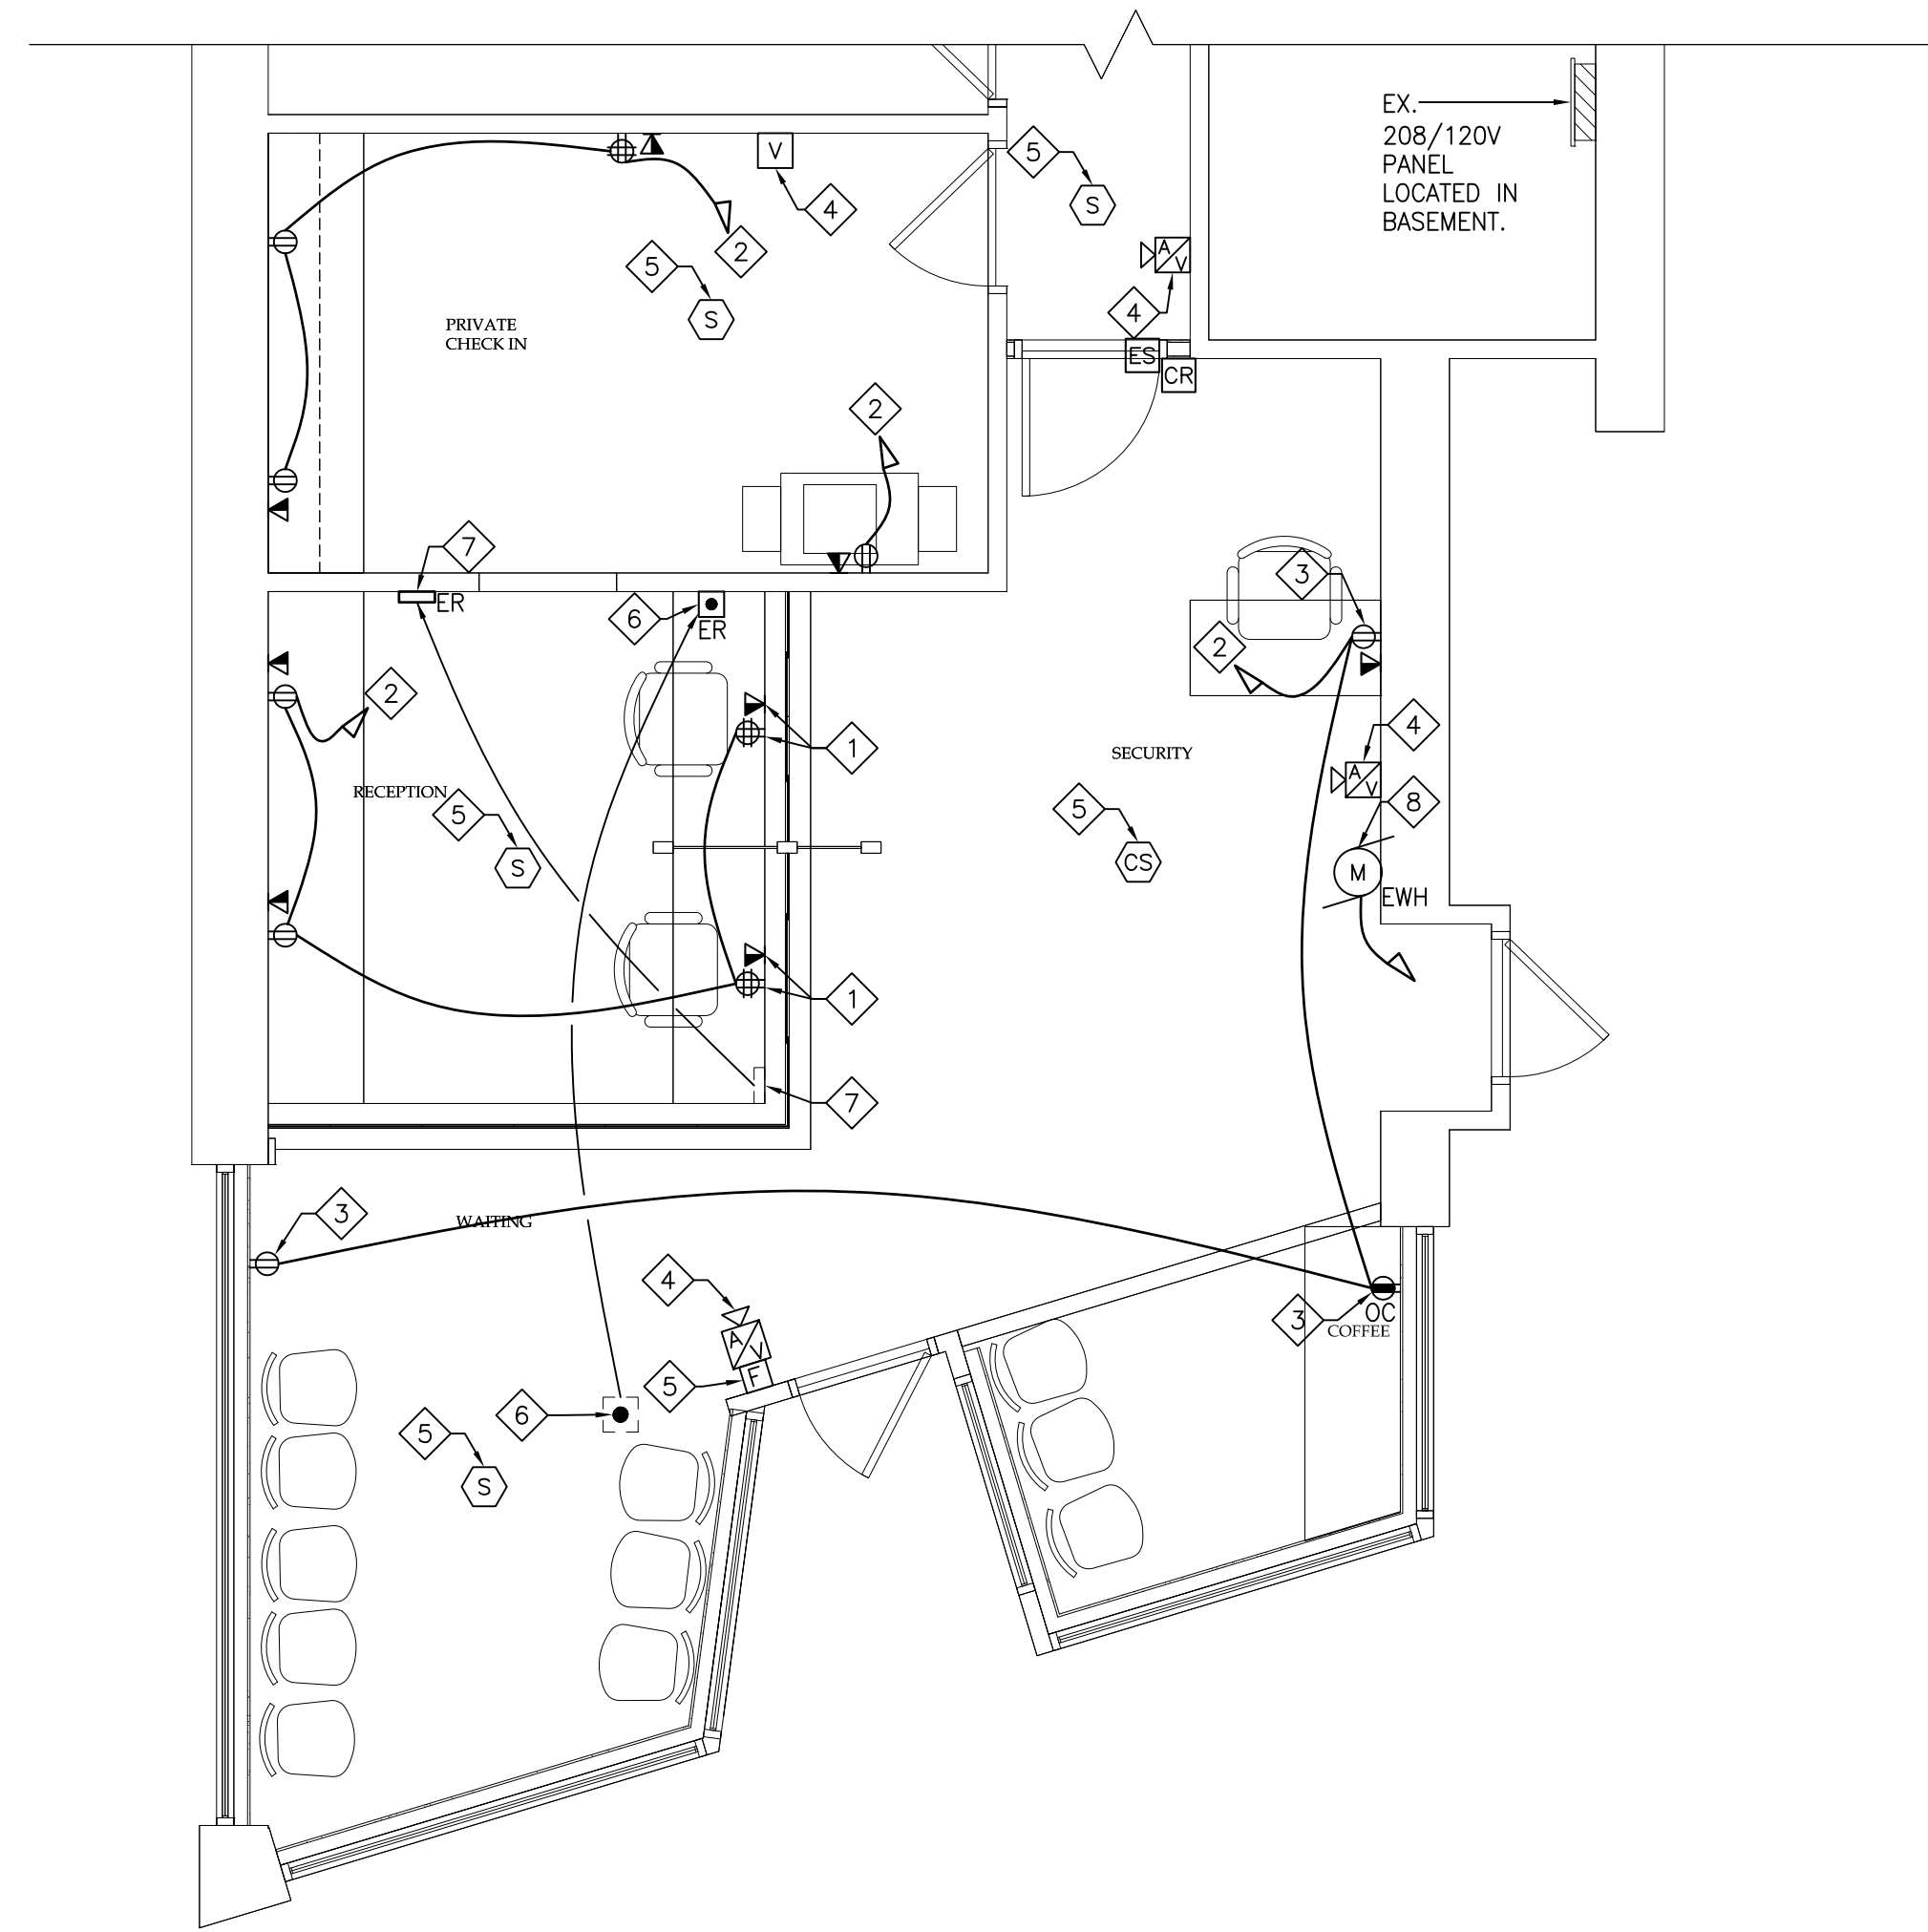 EX.
208/120V
PANEL
LOCATED IN
BASEMENT.
V
5
S
4
2
A
V
5
S
4
PRIVATE
CHECK IN
ES
CR
2
7
ER
6
ER
3
2
2
1
4
SECURITY
A
V
RECEPTION
5
S
5
CS
8
M
EWH
1
7
3
WAITING
4
A
V
F
5
3
OC
COFFEE
6
5
S